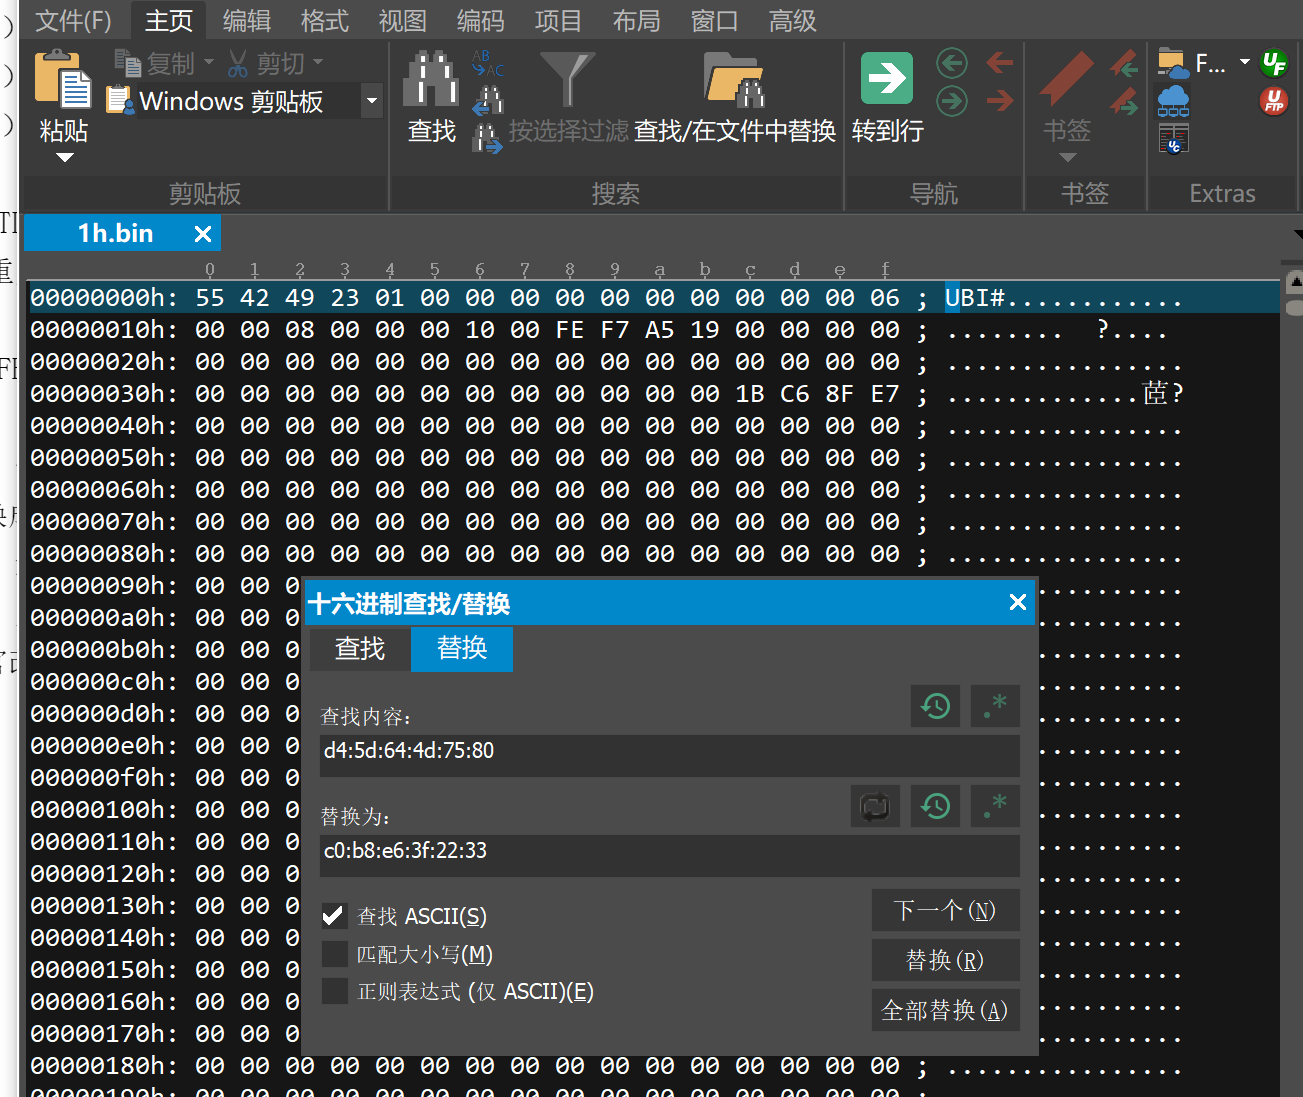 文件(F) 主页 编辑 格式 视图 编码 项目 布局 窗口 高级
复制 剪切
Windows 剪贴板
粘贴
查找 按选择过滤 查找/在文件中替换 转到行 书签
F...
剪贴板 搜索 导航 书签 Extras
1h.bin
0 1 2 3 4 5 6 7 8 9 a b c d e f
00000000h: 55 42 49 23 01 00 00 00 00 00 00 00 00 00 00 06 ; UBI#............
00000010h: 00 00 08 00 00 00 10 00 FE F7 A5 19 00 00 00 00 ; ........ ?....
00000020h: 00 00 00 00 00 00 00 00 00 00 00 00 00 00 00 00 ; ................
00000030h: 00 00 00 00 00 00 00 00 00 00 00 00 1B C6 8F E7 ; .............茝?
00000040h: 00 00 00 00 00 00 00 00 00 00 00 00 00 00 00 00 ; ................
00000050h: 00 00 00 00 00 00 00 00 00 00 00 00 00 00 00 00 ; ................
00000060h: 00 00 00 00 00 00 00 00 00 00 00 00 00 00 00 00 ; ................
00000070h: 00 00 00 00 00 00 00 00 00 00 00 00 00 00 00 00 ; ................
00000080h: 00 00 00 00 00 00 00 00 00 00 00 00 00 00 00 00 ; ................
00000090h: 00 00 0
000000a0h: 00 00 0
000000b0h: 00 00 0
000000c0h: 00 00 0
000000d0h: 00 00 0
000000e0h: 00 00 0
000000f0h: 00 00 0
00000100h: 00 00 0
00000110h: 00 00 0
00000120h: 00 00 0
00000130h: 00 00 0
00000140h: 00 00 0
00000150h: 00 00 0
00000160h: 00 00 0
00000170h: 00 00 0
00000180h: 00 00 00 00 00 00 00 00 00 00 00 00 00 00 00 00 ; ................
十六进制查找/替换
查找 替换
查找内容:
d4:5d:64:4d:75:80
替换为:
c0:b8:e6:3f:22:33
查找 ASCII(S)
匹配大小写(M)
正则表达式 (仅 ASCII)(E)
下一个(N)
替换(R)
全部替换(A)